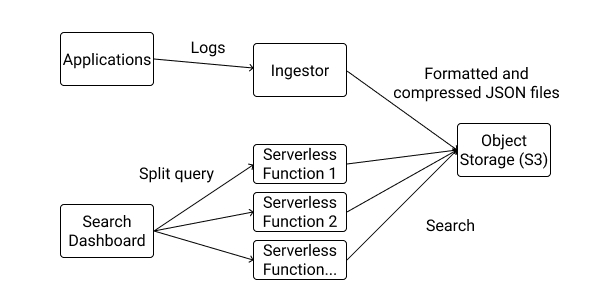 Applications
Logs
Ingestor
Formatted and
compressed JSON files
Object
Storage (S3)
Serverless
Function 1
Split query
Serverless
Function 2
Search
Dashboard
Search
Serverless
Function...